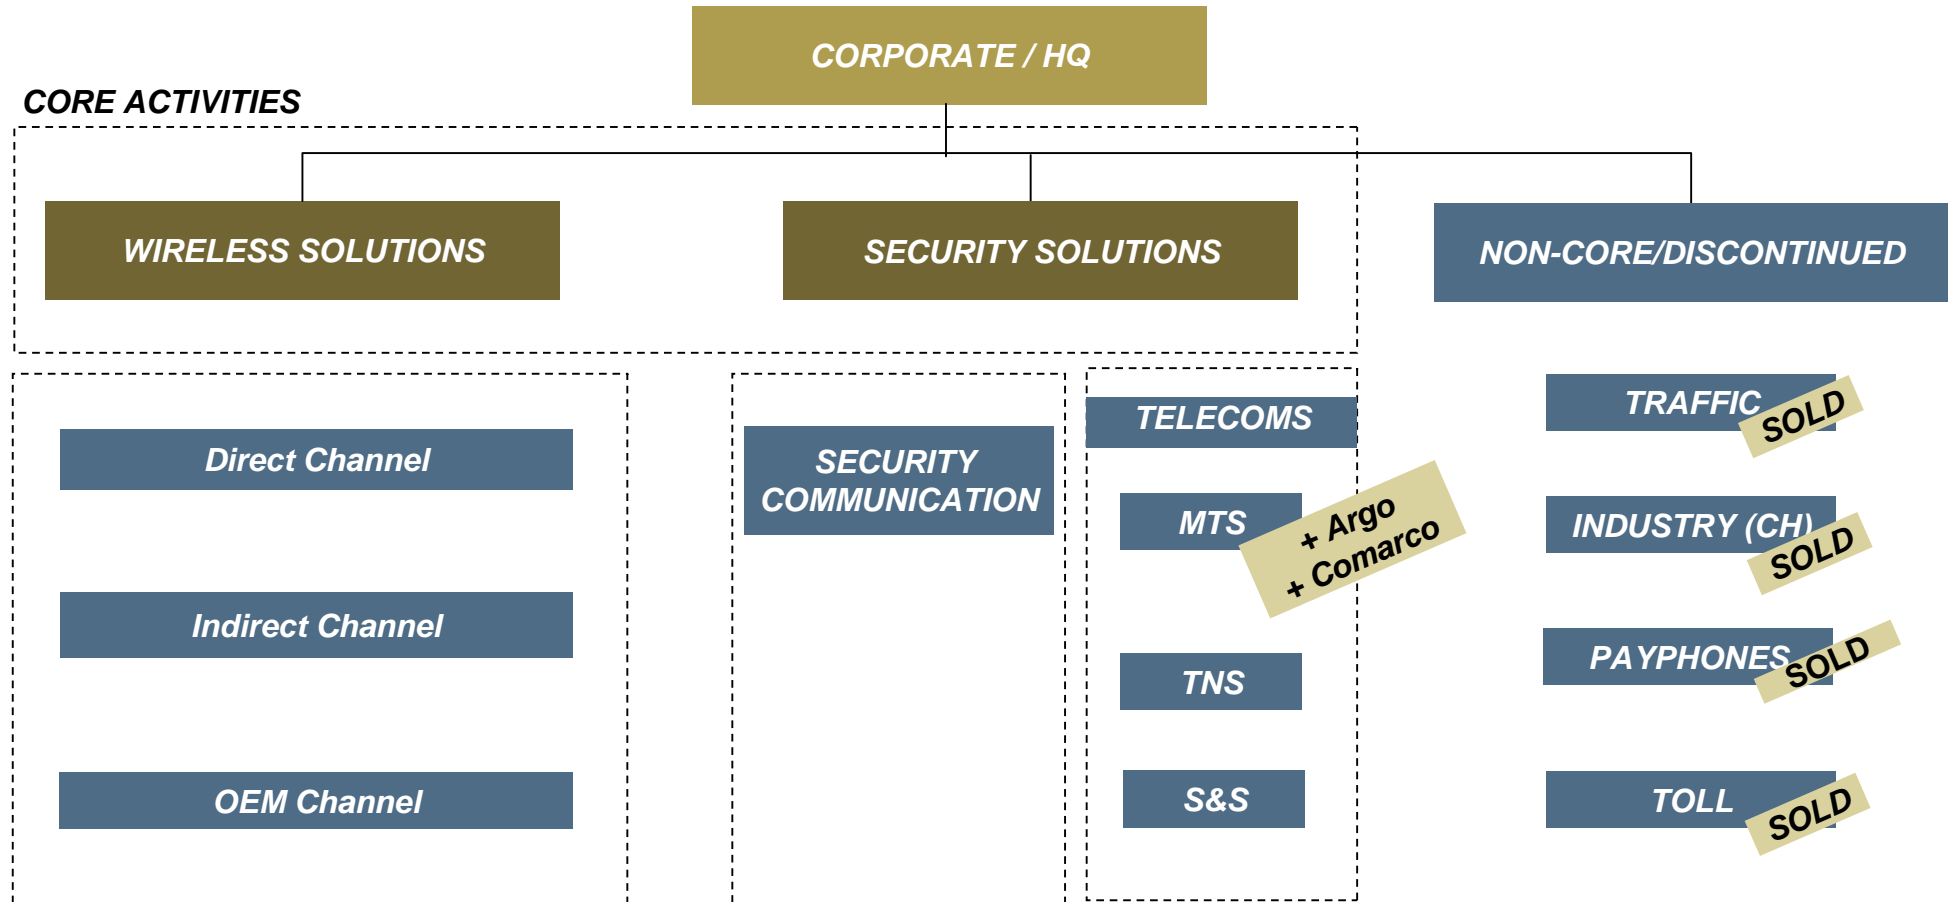 CORPORATE / HQ
CORE ACTIVITIES
WIRELESS SOLUTIONS
SECURITY SOLUTIONS
NON-CORE/DISCONTINUED
Direct Channel
Indirect Channel
OEM Channel
SECURITY
COMMUNICATION
TELECOMS
MTS
+ Argo
+ Comarco
TNS
S&S
TRAFFIC
SOLD
INDUSTRY (CH)
SOLD
PAYPHONES
SOLD
TOLL
SOLD